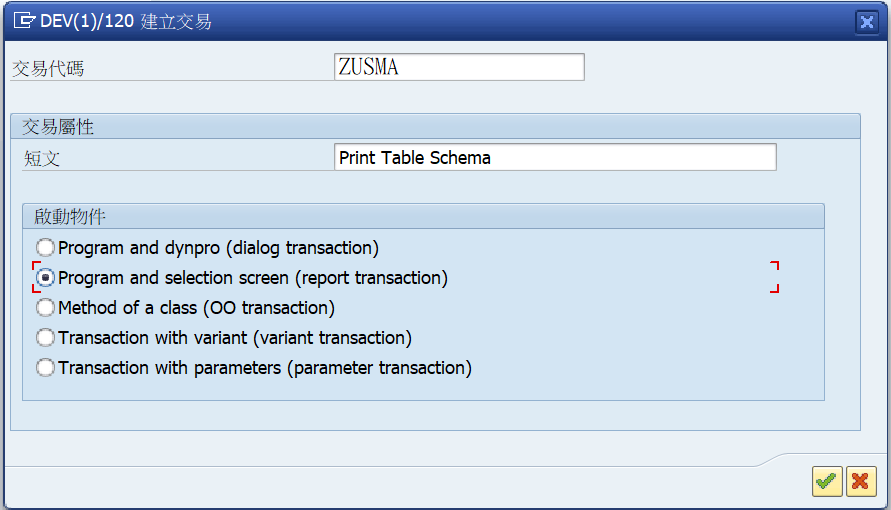 DEV(1)/120 建立交易
交易代碼 ZUSMA
交易屬性
短文 Print Table Schema
啟動物件
Program and dynpro (dialog transaction)
Program and selection screen (report transaction)
Method of a class (OO transaction)
Transaction with variant (variant transaction)
Transaction with parameters (parameter transaction)